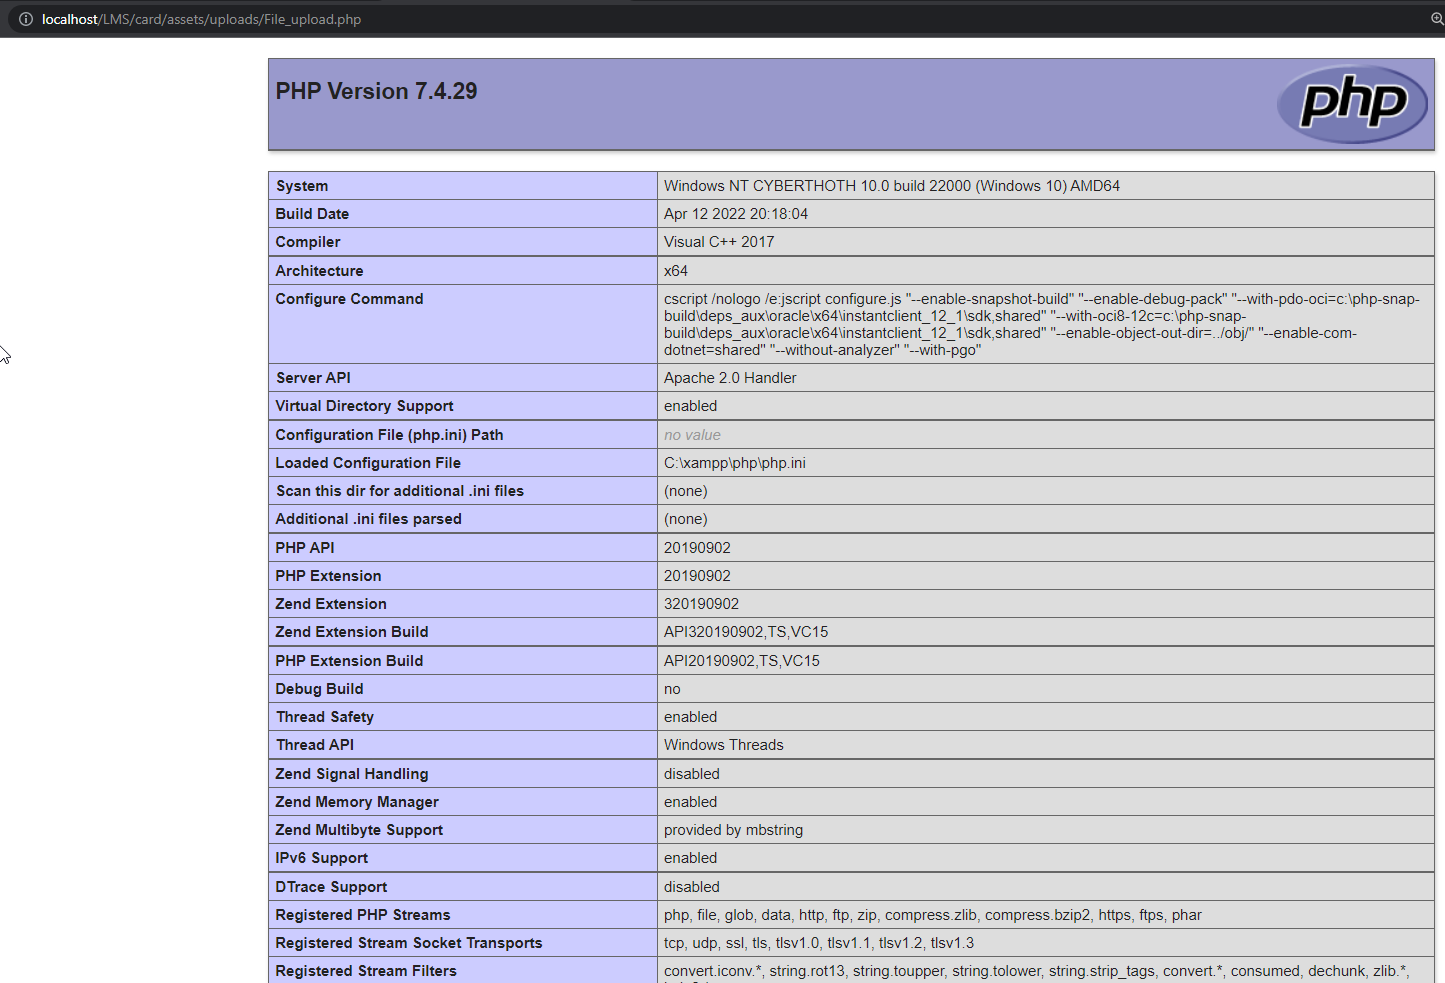 localhost/LMS/card/assets/uploads/File_upload.php
PHP Version 7.4.29
php
System Windows NT CYBERTHOTH 10.0 build 22000 (Windows 10) AMD64
Build Date Apr 12 2022 20:18:04
Compiler Visual C++ 2017
Architecture x64
Configure Command cscript /nologo /e:jscript configure.js "--enable-snapshot-build" "--enable-debug-pack" "--with-pdo-oci=c:\php-snap-
build\deps_aux\oracle\x64\instantclient_12_1\sdk,shared" "--with-oci8-12c=c:\php-snap-
build\deps_aux\oracle\x64\instantclient_12_1\sdk,shared" "--enable-object-out-dir=../obj/" "--enable-com-
dotnet=shared" "--without-analyzer" "--with-pgo"
Server API Apache 2.0 Handler
Virtual Directory Support enabled
Configuration File (php.ini) Path no value
Loaded Configuration File C:\xampp\php\php.ini
Scan this dir for additional .ini files (none)
Additional .ini files parsed (none)
PHP API 20190902
PHP Extension 20190902
Zend Extension 320190902
Zend Extension Build API320190902,TS,VC15
PHP Extension Build API20190902,TS,VC15
Debug Build no
Thread Safety enabled
Thread API Windows Threads
Zend Signal Handling disabled
Zend Memory Manager enabled
Zend Multibyte Support provided by mbstring
IPv6 Support enabled
DTrace Support disabled
Registered PHP Streams php, file, glob, data, http, ftp, zip, compress.zlib, compress.bzip2, https, ftps, phar
Registered Stream Socket Transports tcp, udp, ssl, tls, tlsv1.0, tlsv1.1, tlsv1.2, tlsv1.3
Registered Stream Filters convert.iconv.*, string.rot13, string.toupper, string.tolower, string.strip_tags, convert.*, consumed, dechunk, zlib.*,